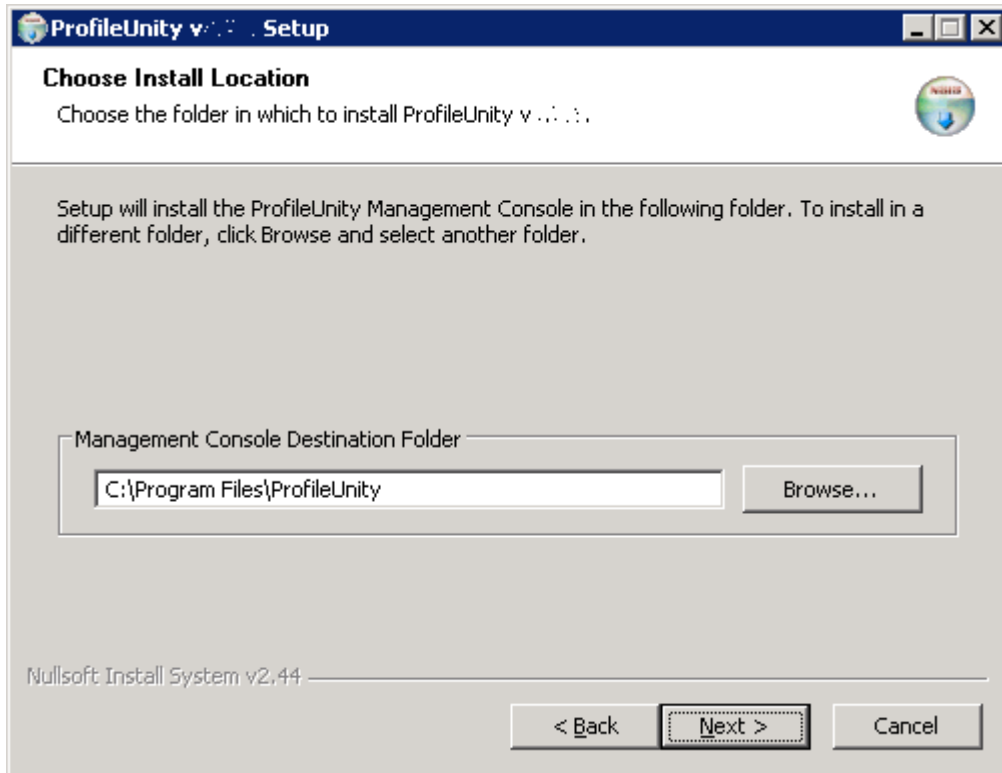 ProfileUnity v Setup
Choose Install Location
Choose the folder in which to install ProfileUnity v
Setup will install the ProfileUnity Management Console in the following folder. To install in a
different folder, click Browse and select another folder.
Management Console Destination Folder
C:\Program Files\ProfileUnity
Browse...
Nullsoft Install System v2.44
< Back
Next >
Cancel